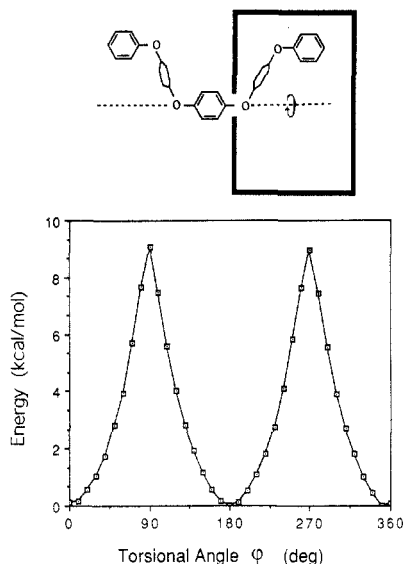 O O
O O
10
8
6
4
2
0
0 90 180 270 360
Energy (kcal/mol)
Torsional Angle φ (deg)